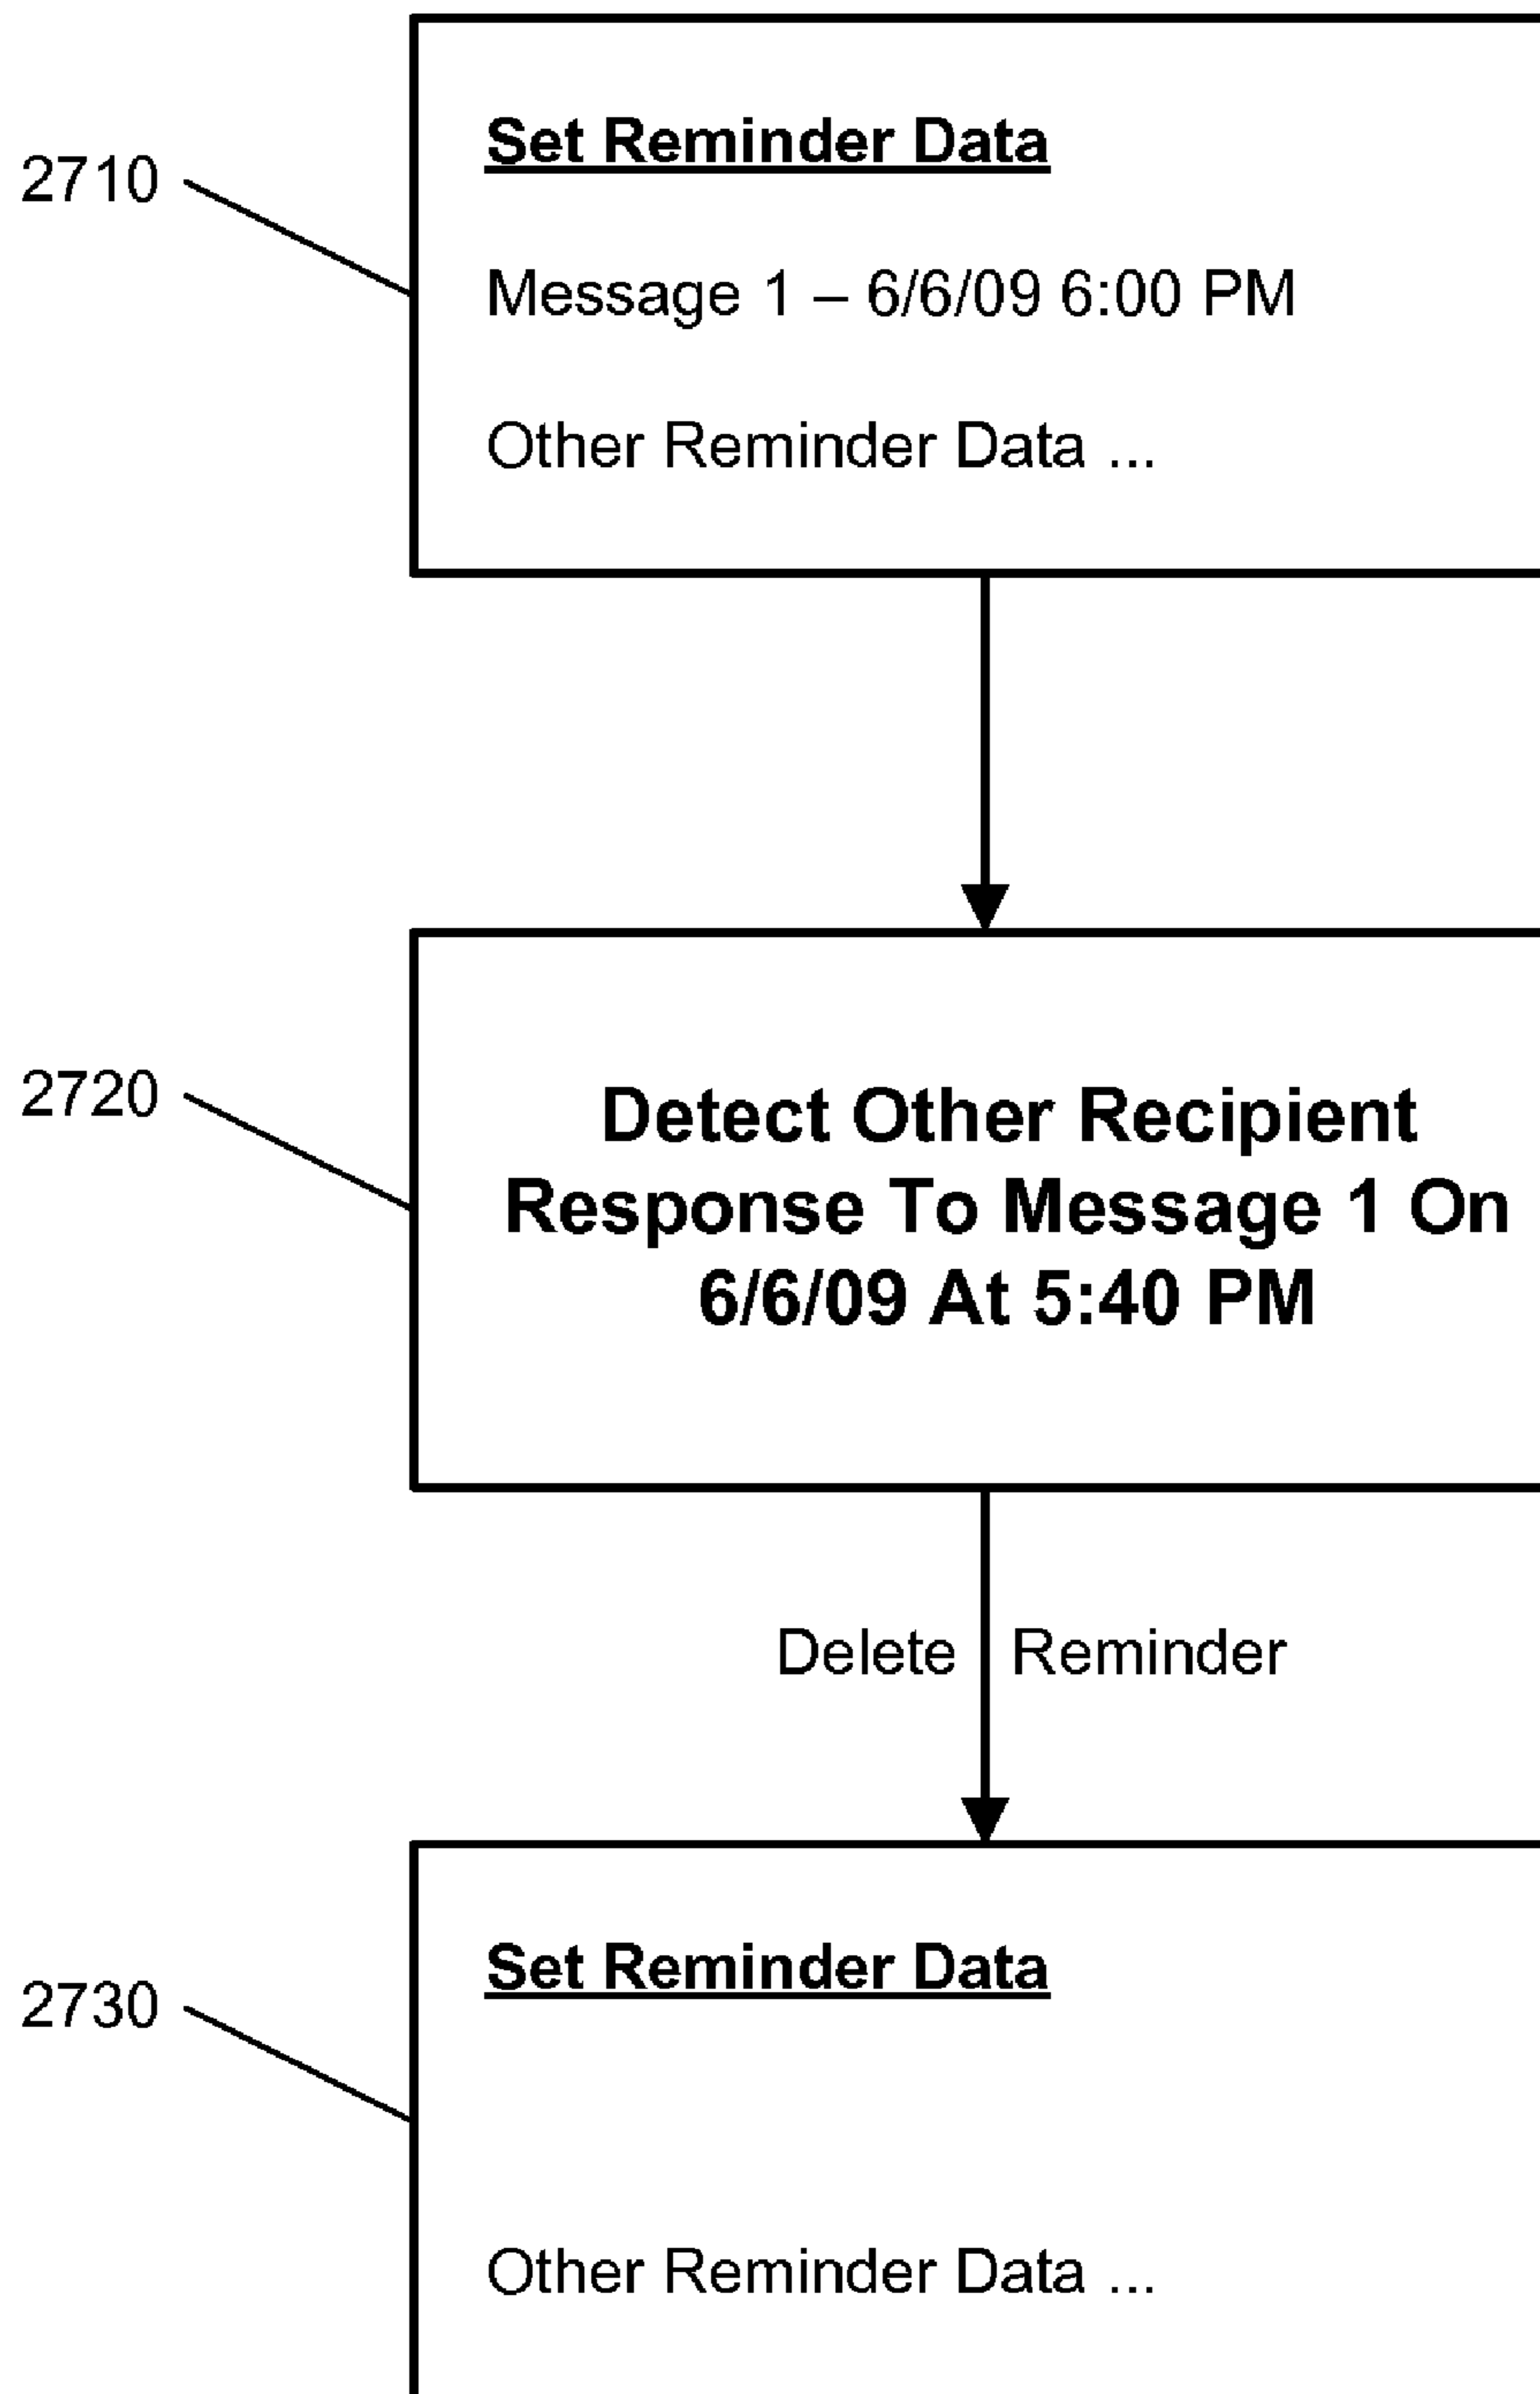 2710
Set Reminder Data
Message 1 – 6/6/09 6:00 PM
Other Reminder Data ...
2720
Detect Other Recipient
Response To Message 1 On
6/6/09 At 5:40 PM
Delete Reminder
2730
Set Reminder Data
Other Reminder Data ...